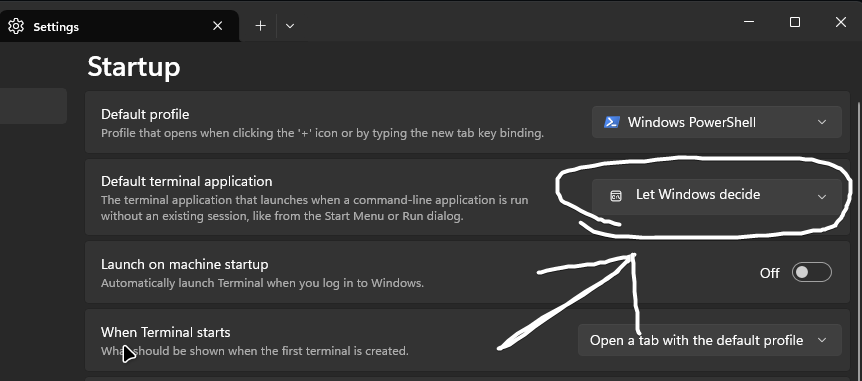 Settings
Startup
Default profile
Profile that opens when clicking the '+' icon or by typing the new tab key binding.
Windows PowerShell
Default terminal application
The terminal application that launches when a command-line application is run
without an existing session, like from the Start Menu or Run dialog.
Let Windows decide
Launch on machine startup
Automatically launch Terminal when you log in to Windows.
Off
When Terminal starts
What should be shown when the first terminal is created.
Open a tab with the default profile